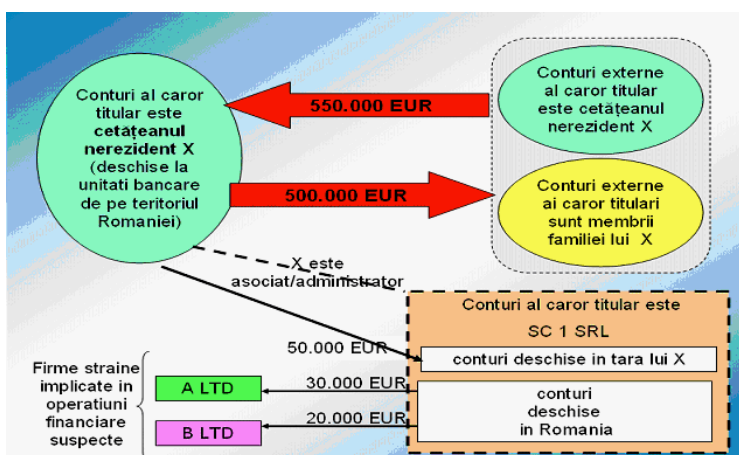 Conturi al caror
titular este
cetățeanul
nerezident X
(deschise la
unitati bancare
de pe teritoriul
Romaniei)
550.000 EUR
500.000 EUR
Conturi externe
al caror titular
este cetățeanul
nerezident X
Conturi externe
ai caror titulari
sunt membrii
familiei lui X
X este
asociat/administrator
Conturi al caror titular este
SC 1 SRL
50.000 EUR
conturi deschise in tara lui X
Firme straine
implicate in
operatiuni
financiare
suspecte
A LTD
30.000 EUR
B LTD
20.000 EUR
conturi
deschise
in Romania